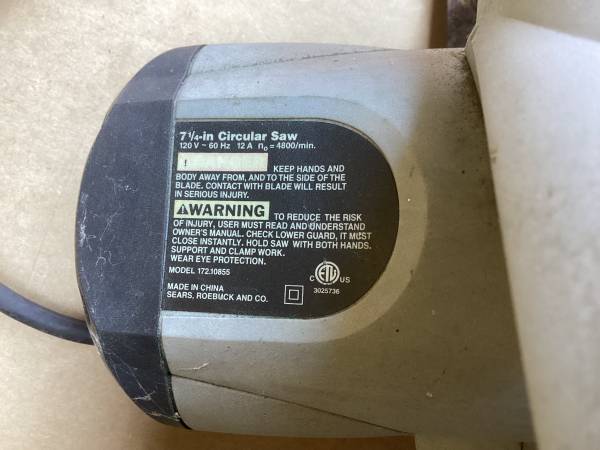 7 1/4-in Circular Saw
120 V ~ 60 Hz 12 A n0 = 4800/min.
! KEEP HANDS AND
BODY AWAY FROM, AND TO THE SIDE OF THE
BLADE. CONTACT WITH BLADE WILL RESULT
IN SERIOUS INJURY.
⚠WARNING TO REDUCE THE RISK
OF INJURY, USER MUST READ AND UNDERSTAND
OWNER'S MANUAL. CHECK LOWER GUARD, IT MUST
CLOSE INSTANTLY. HOLD SAW WITH BOTH HANDS.
SUPPORT AND CLAMP WORK.
WEAR EYE PROTECTION.
MODEL 172.10855
MADE IN CHINA
SEARS, ROEBUCK AND CO.
C ETL US
3025736